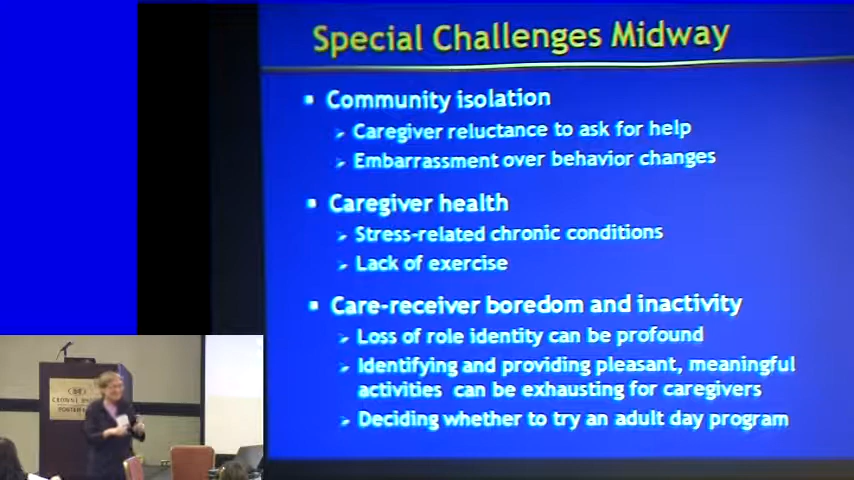 Special Challenges Midway
Community isolation
Caregiver reluctance to ask for help
Embarrassment over behavior changes
Caregiver health
Stress-related chronic conditions
Lack of exercise
Care-receiver boredom and inactivity
Loss of role identity can be profound
Identifying and providing pleasant, meaningful
activities can be exhausting for caregivers
Deciding whether to try an adult day program